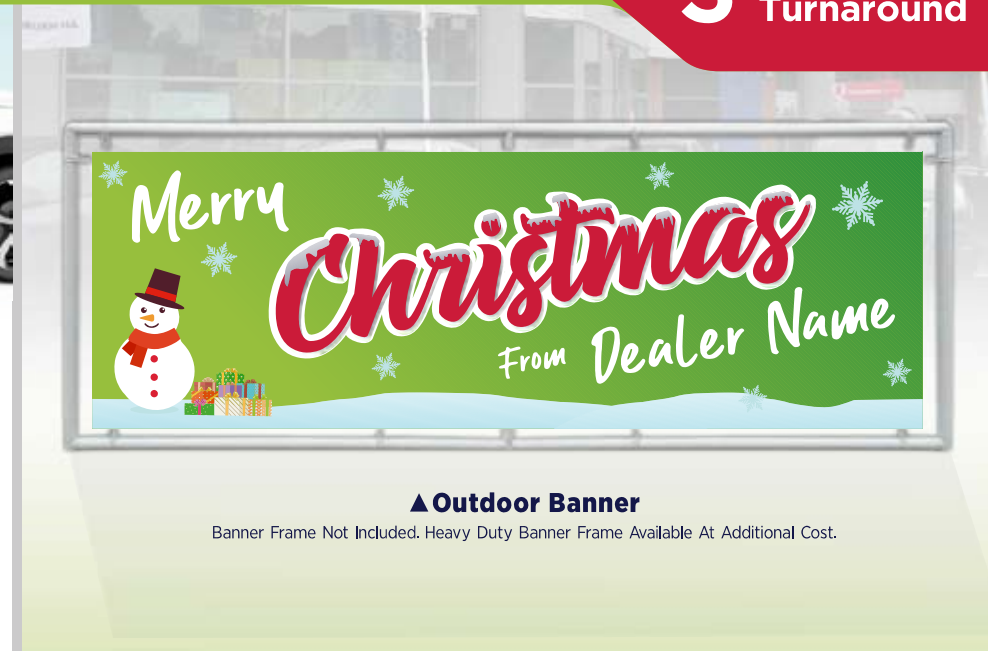 Turnaround
Merry
Christmas
From Dealer Name
▲Outdoor Banner
Banner Frame Not Included. Heavy Duty Banner Frame Available At Additional Cost.